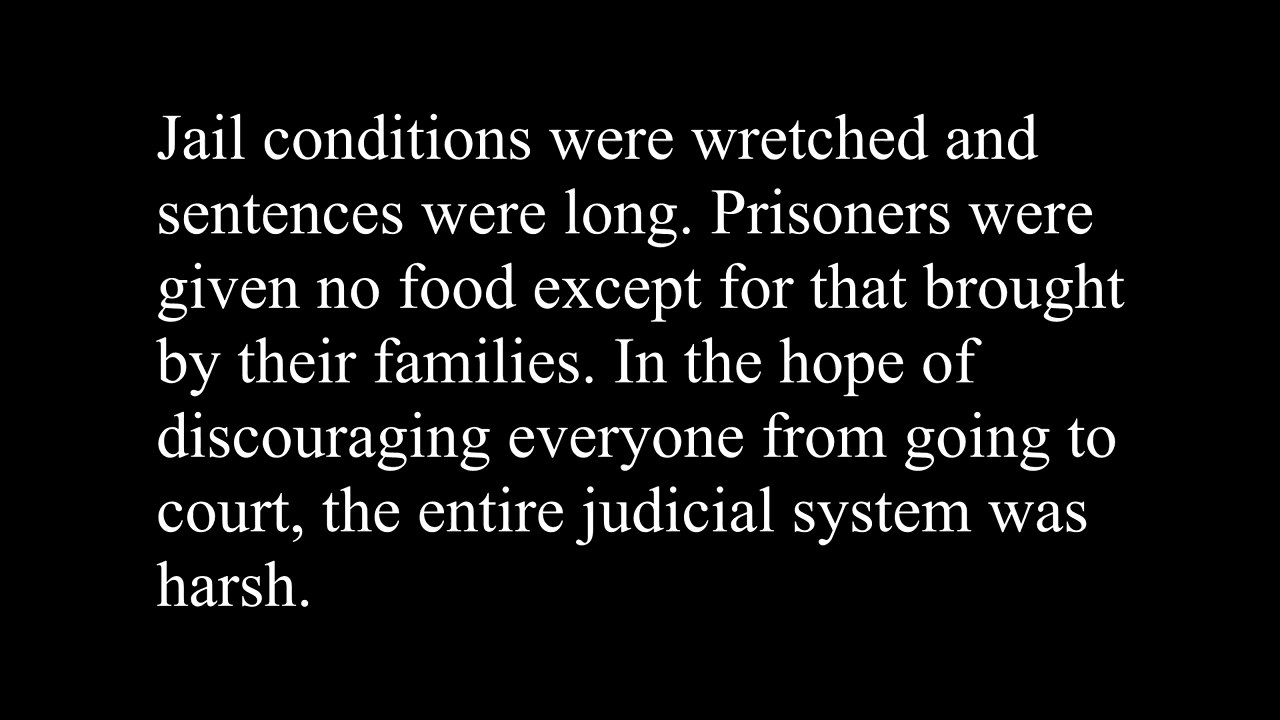 Jail conditions were wretched and
sentences were long. Prisoners were
given no food except for that brought
by their families. In the hope of
discouraging everyone from going to
court, the entire judicial system was
harsh.